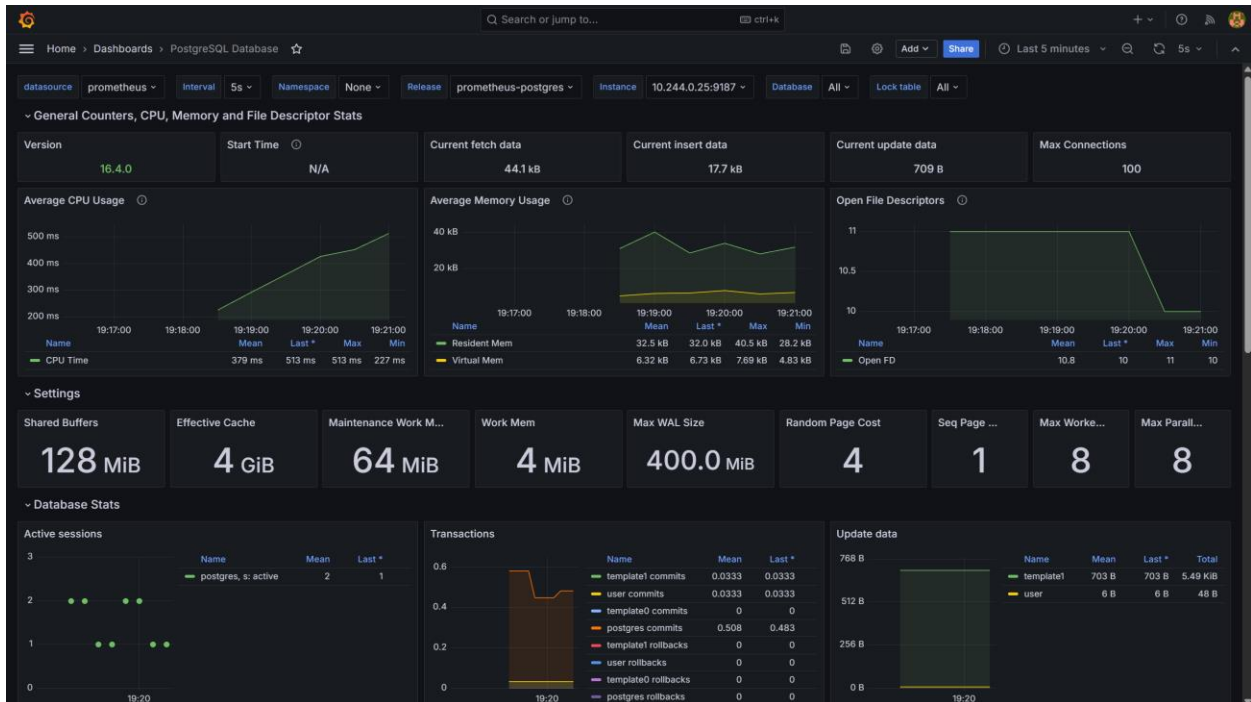 Search or jump to... ctrl+k
Home › Dashboards › PostgreSQL Database
Add Share Last 5 minutes 5s
datasource prometheus Interval 5s Namespace None Release prometheus-postgres Instance 10.244.0.25:9187 Database All Lock table All
General Counters, CPU, Memory and File Descriptor Stats
Version
16.4.0
Start Time
N/A
Current fetch data
44.1 kB
Current insert data
17.7 kB
Current update data
709 B
Max Connections
100
Average CPU Usage
500 ms
400 ms
300 ms
200 ms
19:17:00 19:18:00 19:19:00 19:20:00 19:21:00
Name Mean Last * Max Min
CPU Time 379 ms 513 ms 513 ms 227 ms
Average Memory Usage
40 kB
20 kB
19:17:00 19:18:00 19:19:00 19:20:00 19:21:00
Name Mean Last * Max Min
Resident Mem 32.5 kB 32.0 kB 40.5 kB 28.2 kB
Virtual Mem 6.32 kB 6.73 kB 7.69 kB 4.83 kB
Open File Descriptors
11
10.5
10
19:17:00 19:18:00 19:19:00 19:20:00 19:21:00
Name Mean Last * Max Min
Open FD 10.8 10 11 10
Settings
Shared Buffers
128 MiB
Effective Cache
4 GiB
Maintenance Work M...
64 MiB
Work Mem
4 MiB
Max WAL Size
400.0 MiB
Random Page Cost
4
Seq Page ...
1
Max Worke...
8
Max Parall...
8
Database Stats
Active sessions
3
2
1
0
19:20
Name Mean Last *
postgres, s: active 2 1
Transactions
0.6
0.4
0.2
0
19:20
Name Mean Last *
template1 commits 0.0333 0.0333
user commits 0.0333 0.0333
template0 commits 0 0
postgres commits 0.508 0.483
template1 rollbacks 0 0
user rollbacks 0 0
template0 rollbacks 0 0
postgres rollbacks 0 0
Update data
768 B
512 B
256 B
0 B
19:20
Name Mean Last * Total
template1 703 B 703 B 5.49 KiB
user 6 B 6 B 48 B